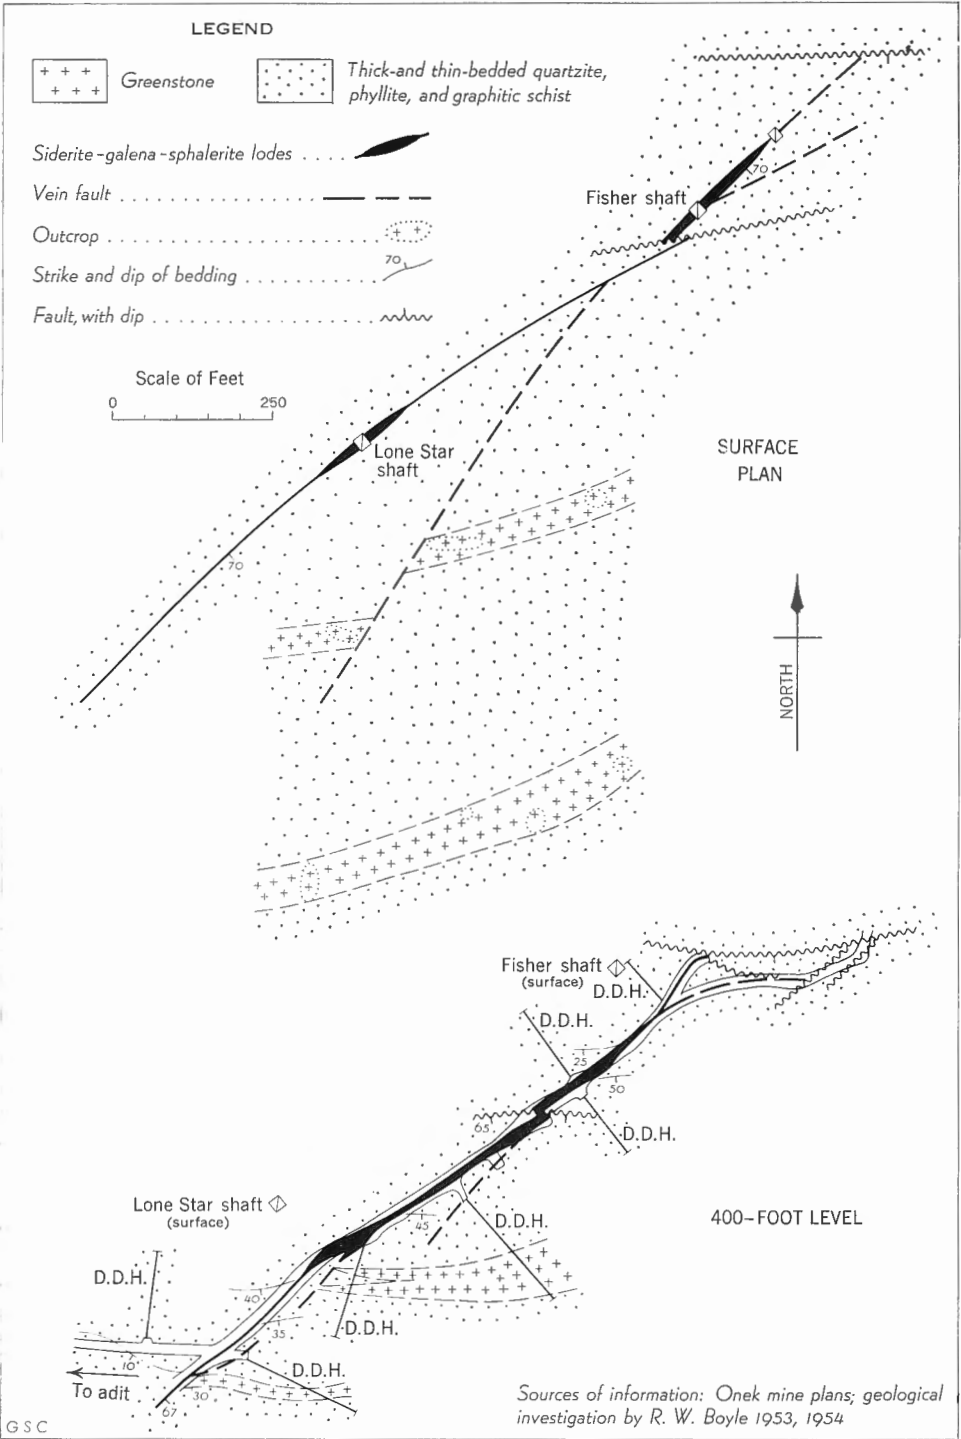 LEGEND
Greenstone
Thick-and thin-bedded quartzite,
phyllite, and graphitic schist
Siderite-galena-sphalerite lodes ....
Vein fault ......................
Outcrop ..........................
70
Strike and dip of bedding ............
Fault, with dip .....................
Scale of Feet
0 250
Fisher shaft
70
Lone Star
shaft
70
SURFACE
PLAN
NORTH
Fisher shaft
(surface)
D.D.H.
D.D.H.
25
50
65
D.D.H.
Lone Star shaft
(surface)
45
D.D.H.
400-FOOT LEVEL
D.D.H.
40
35
D.D.H.
10
D.D.H.
To adit
30
67
Sources of information: Onek mine plans; geological
investigation by R. W. Boyle 1953, 1954
GSC